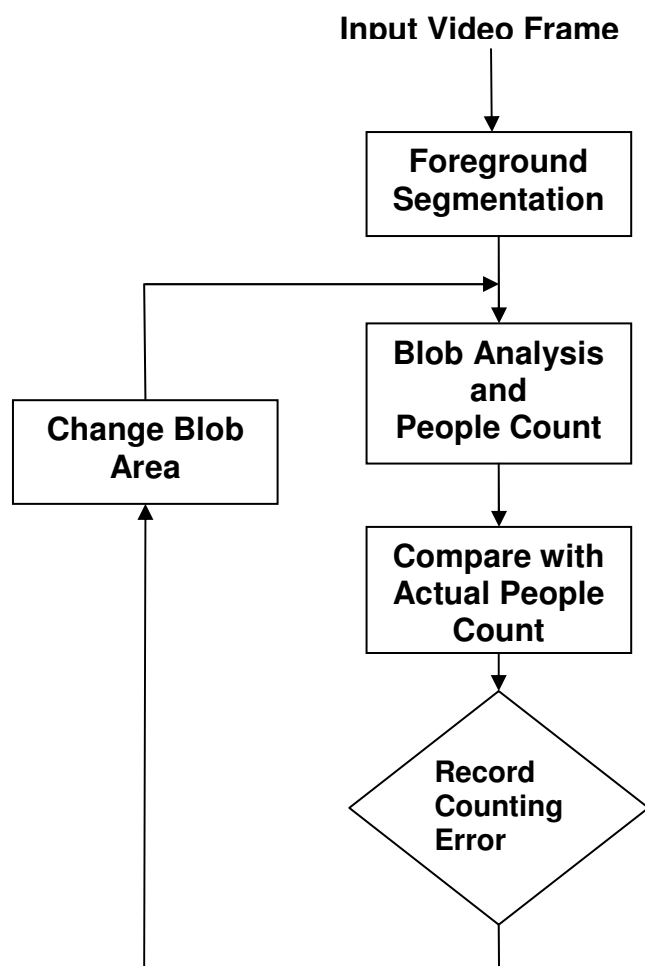 Input Video Frame
Foreground
Segmentation
Blob Analysis
and
People Count
Change Blob
Area
Compare with
Actual People
Count
Record
Counting
Error